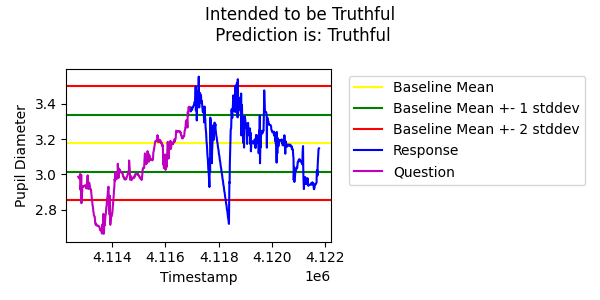 Intended to be Truthful
Prediction is: Truthful
Pupil Diameter
3.4
3.2
3.0
2.8
4.114
4.116
4.118
4.120
4.122
1e6
Timestamp
Baseline Mean
Baseline Mean +- 1 stddev
Baseline Mean +- 2 stddev
Response
Question